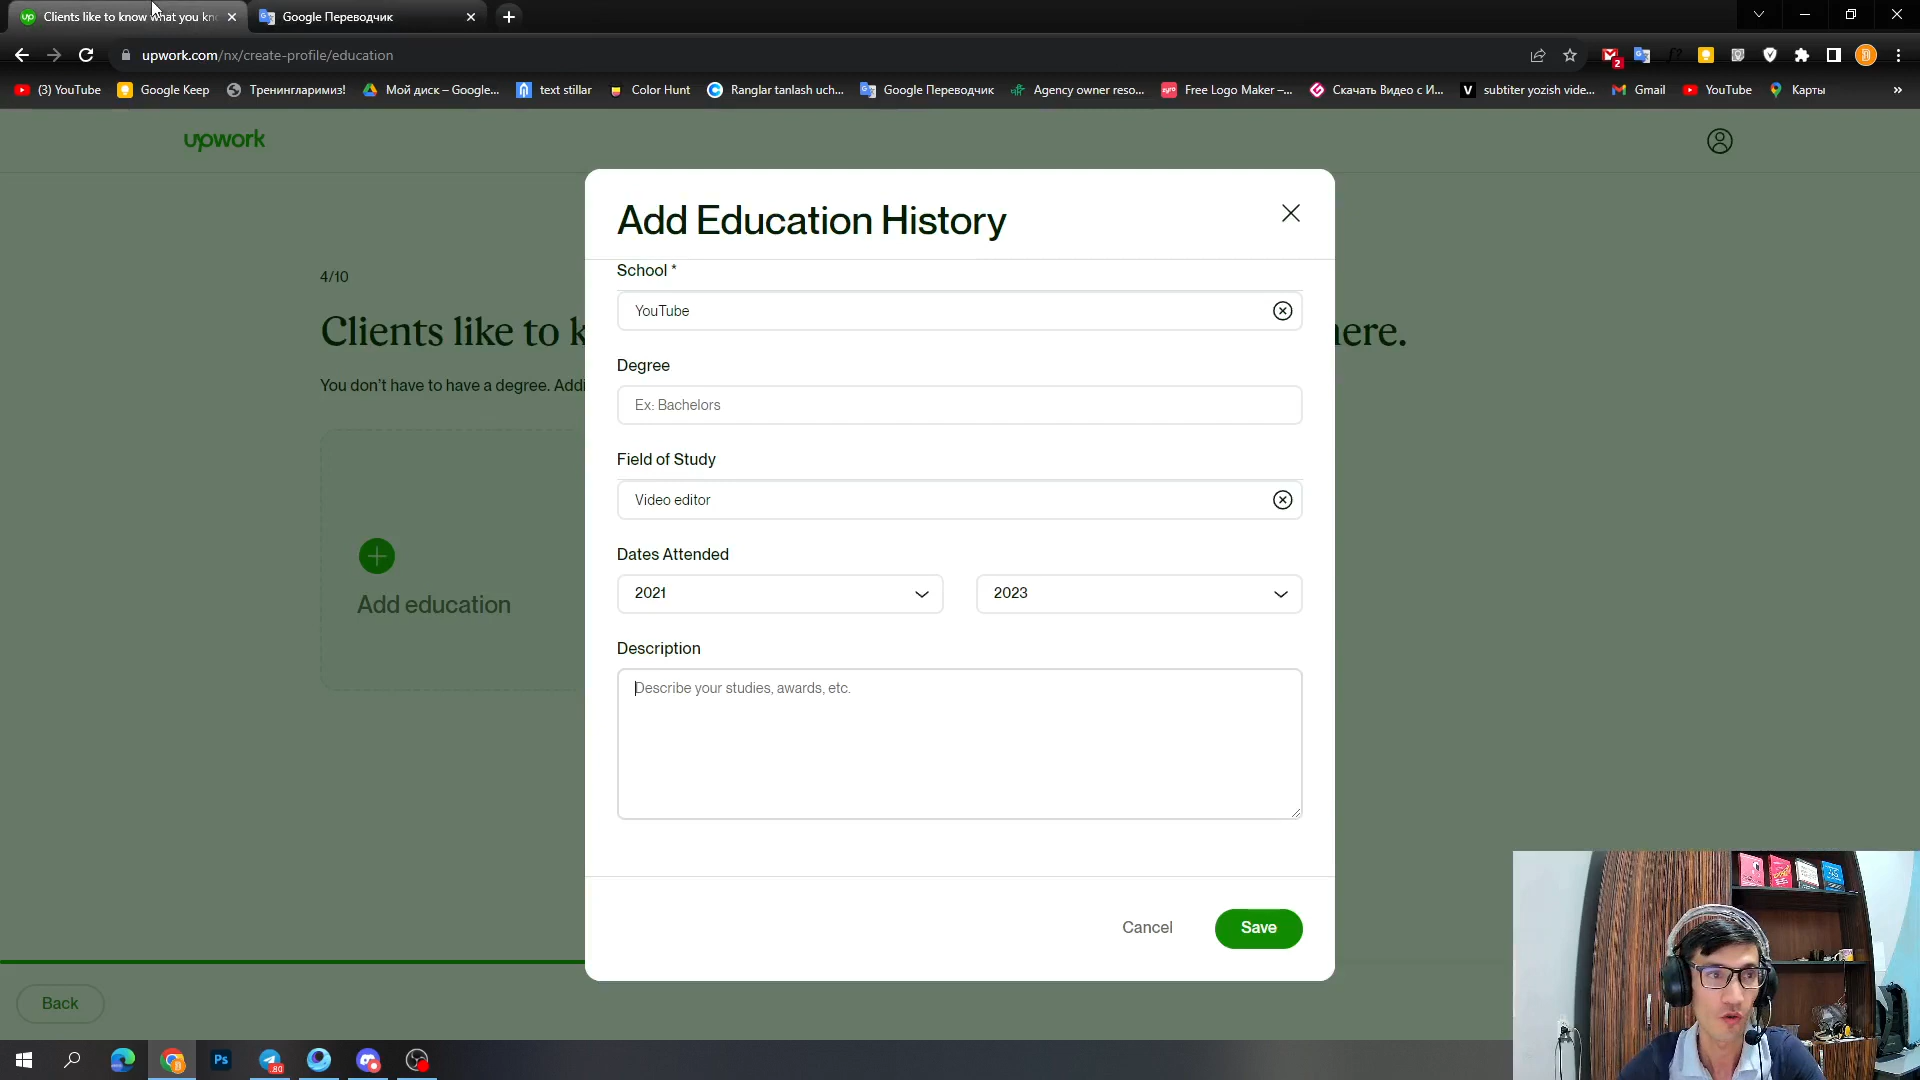 Clients like to know what you kn
Google Переводчик
upwork.com/nx/create-profile/education
2
(3) YouTube
Google Keep
Тренингларимиз!
Мой диск – Google...
text stillar
Color Hunt
Ranglar tanlash uch...
Google Переводчик
Agency owner reso...
Free Logo Maker –...
Скачать Видео с И...
subtiter yozish vide...
Gmail
YouTube
Карты
upwork
Add Education History
School *
YouTube
4/10
Clients like to k
here.
Degree
You don't have to have a degree. Addi
Ex: Bachelors
Field of Study
Video editor
Dates Attended
2021
2023
Add education
Description
Describe your studies, awards, etc.
Cancel
Save
Back
Ps
80